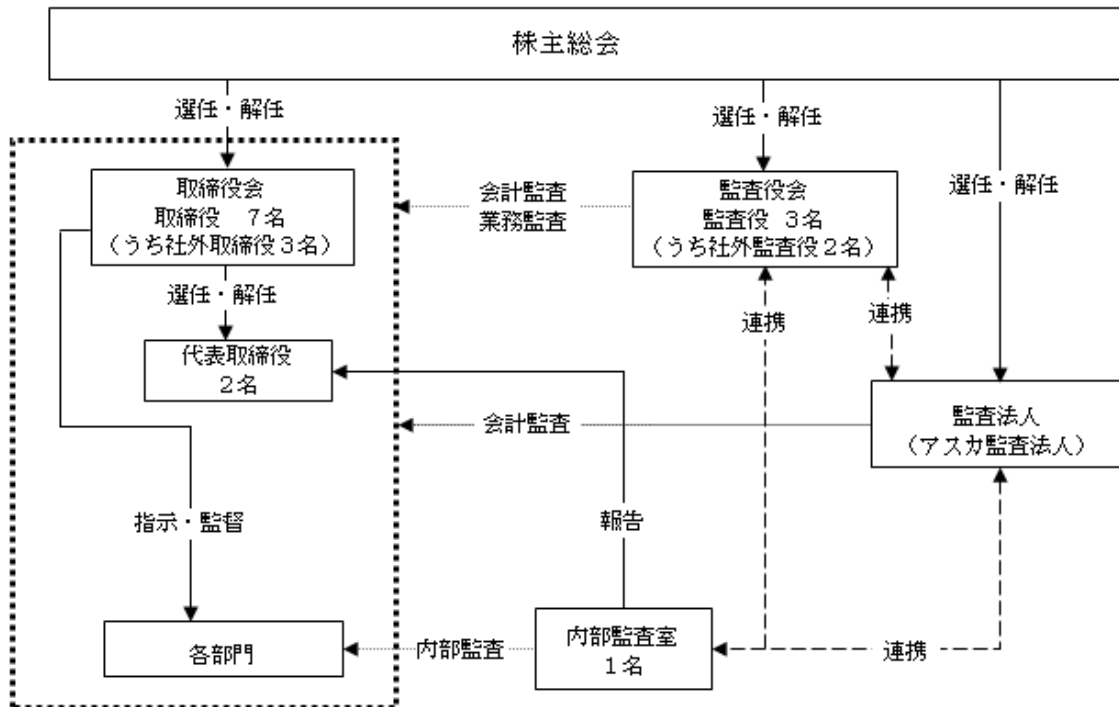 株主総会
選任・解任
選任・解任
選任・解任
取締役会
取締役　7名
（うち社外取締役3名）
会計監査
業務監査
監査役会
監査役 3名
（うち社外監査役2名）
選任・解任
連携
連携
代表取締役
2名
会計監査
監査法人
（アスカ監査法人）
指示・監督
報告
各部門
内部監査
内部監査室
1名
連携